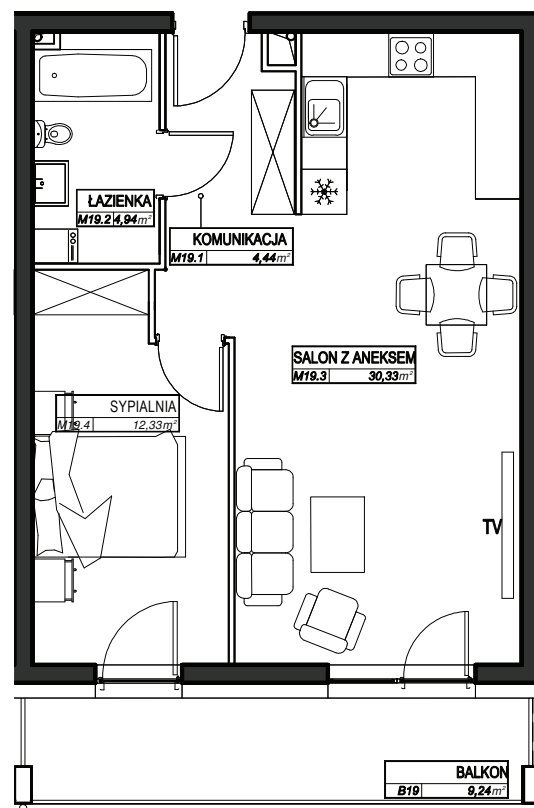 ŁAZIENKA
M19.2 4,94m²
KOMUNIKACJA
M19.1 4,44m²
SALON Z ANEKSEM
M19.3 30,33m²
SYPIALNIA
M19.4 12,33m²
TV
BALKON
B19 9,24m²